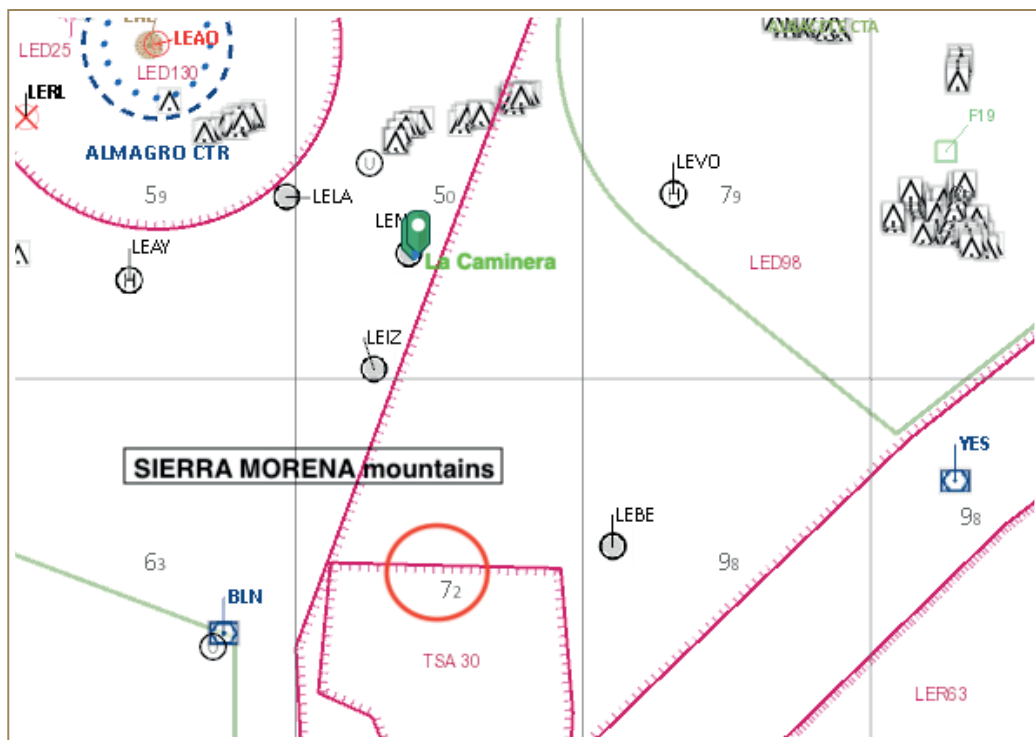 LEAO
LED25
LED130
LERL
ALMAGRO CTR
59
LELA
50
LEVO
79
F19
LEAY
La Caminera
LED98
LEIZ
SIERRA MORENA mountains
YES
LEBE
98
98
63
72
BLN
TSA 30
LER63
H
H
U